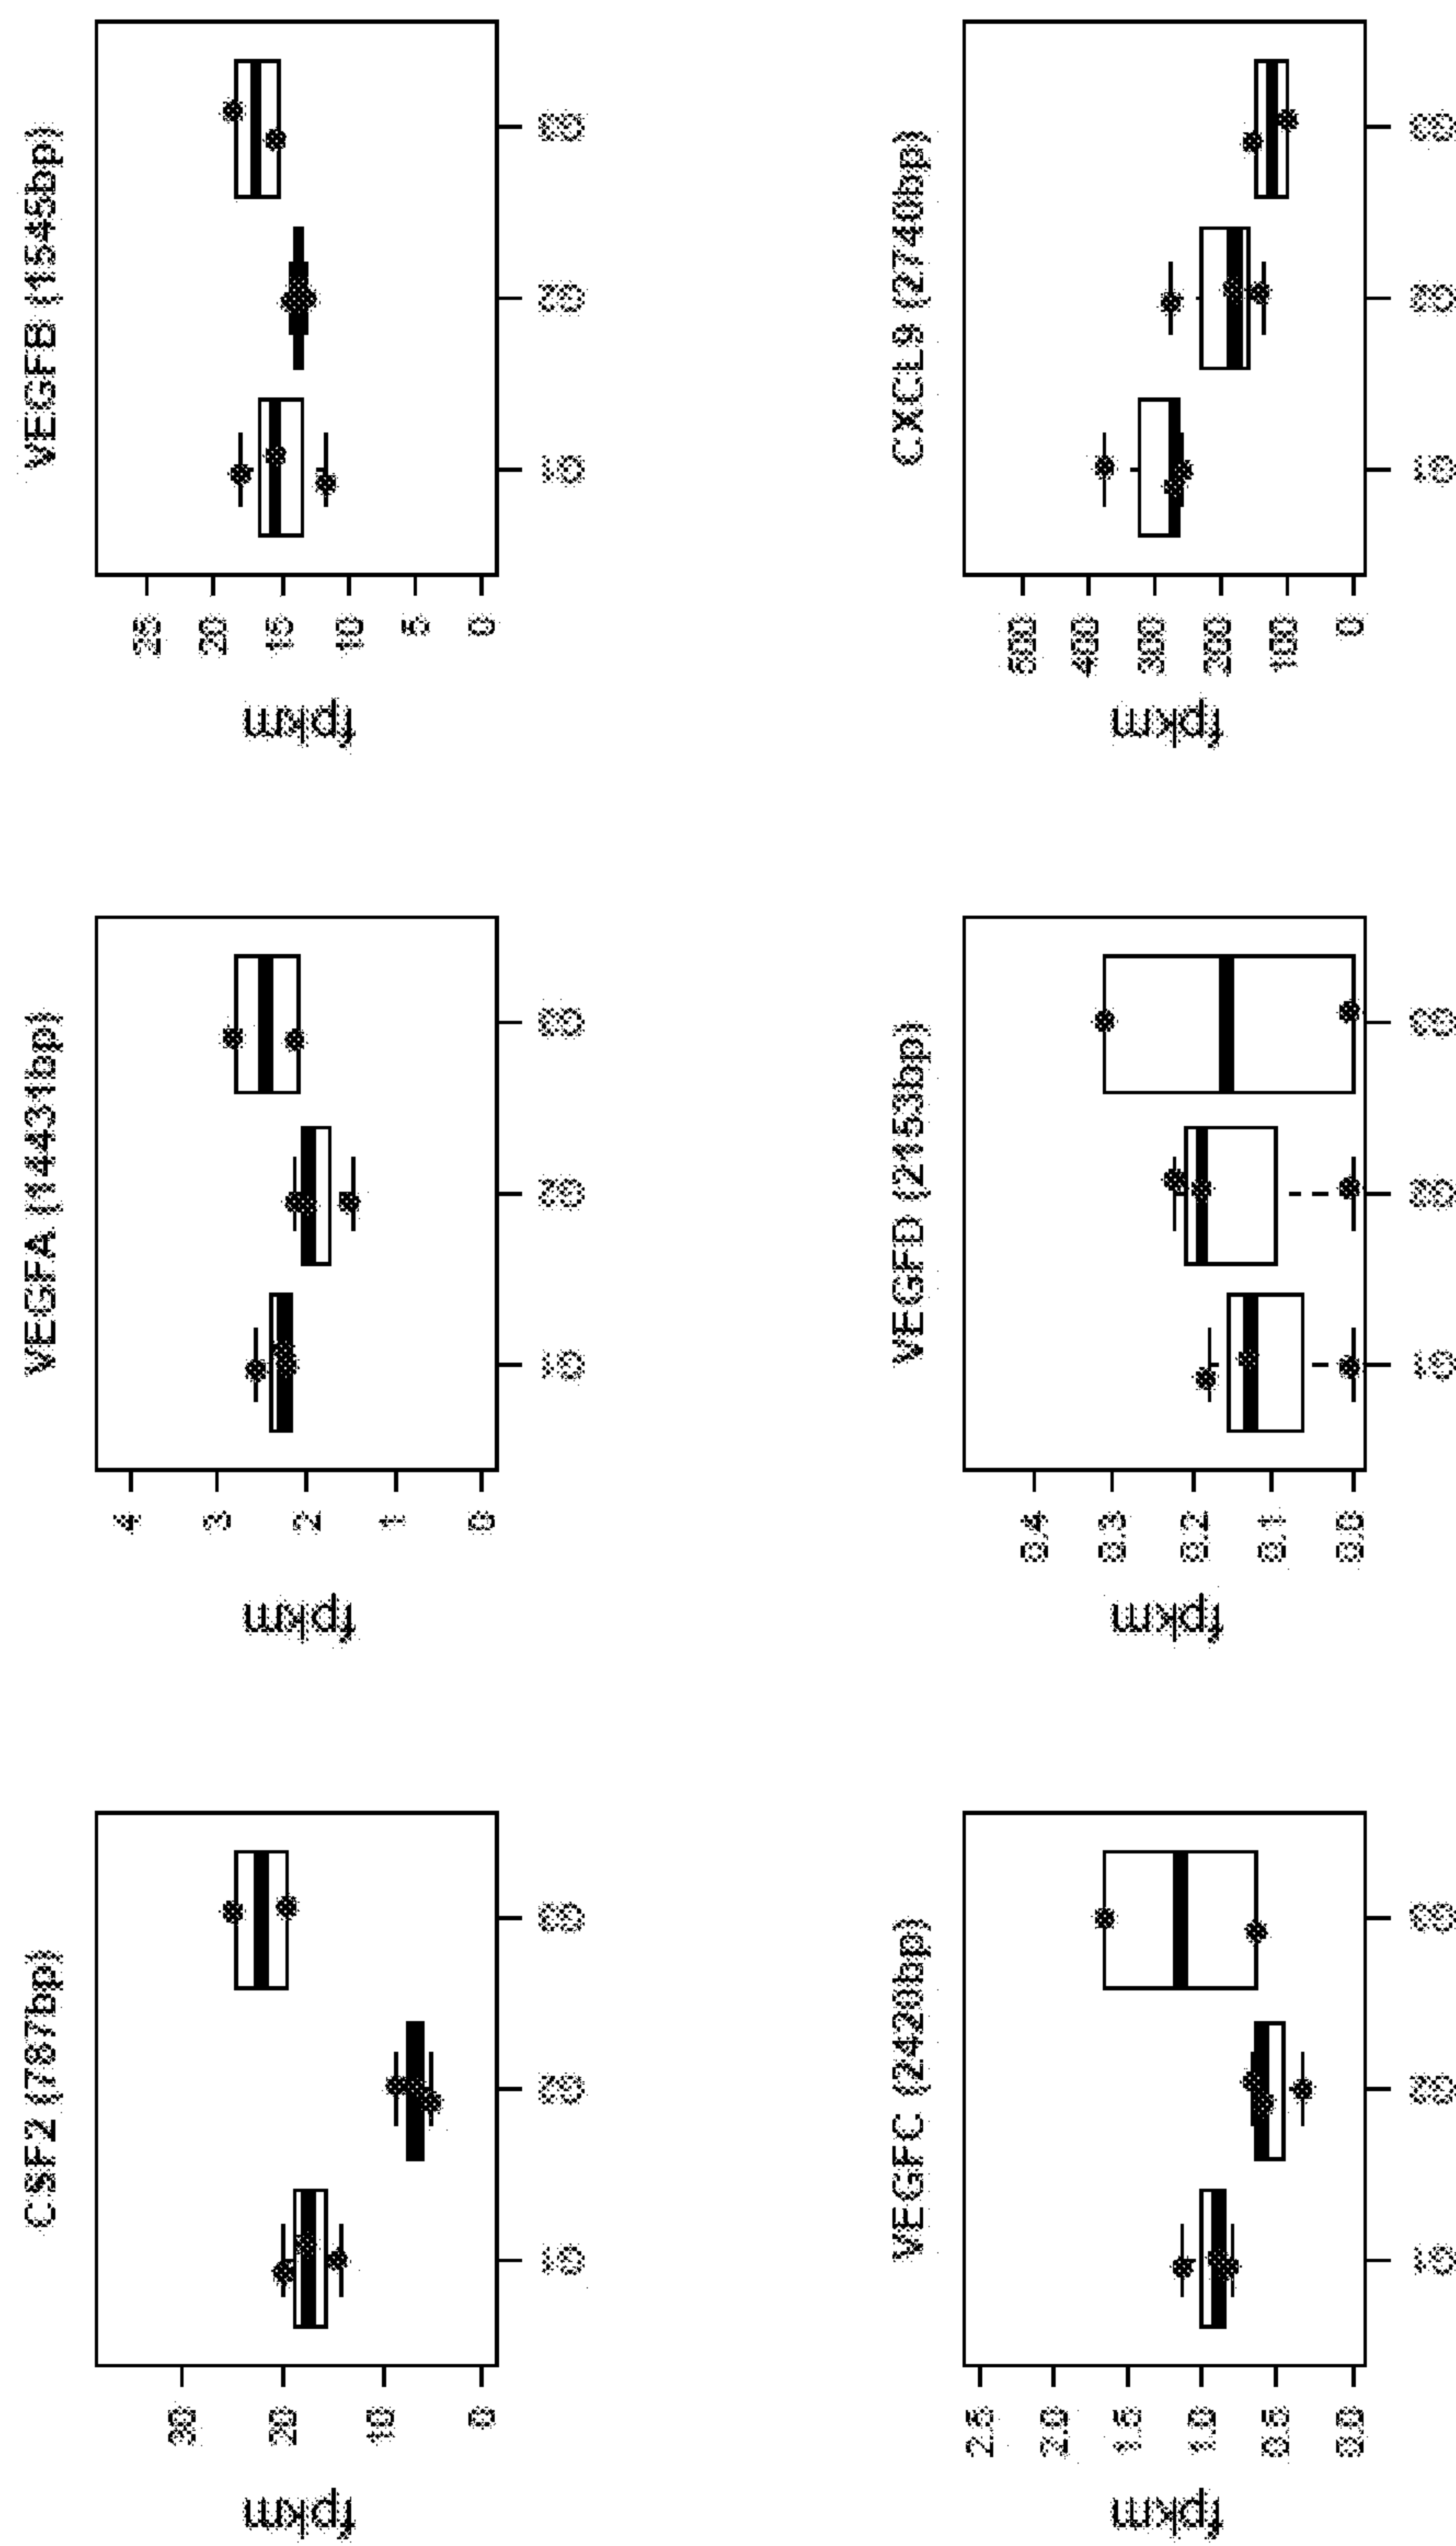 CSF2 (787bp)
fpkm
30
20
10
0
VEGFA (14431bp)
fpkm
4
3
2
1
0
VEGFB (1545bp)
fpkm
25
20
15
10
5
0
VEGFC (2420bp)
fpkm
2.5
2.0
1.5
1.0
0.5
0.0
VEGFD (2153bp)
fpkm
0.4
0.3
0.2
0.1
0.0
CXCL9 (2740bp)
fpkm
500
400
300
200
100
0